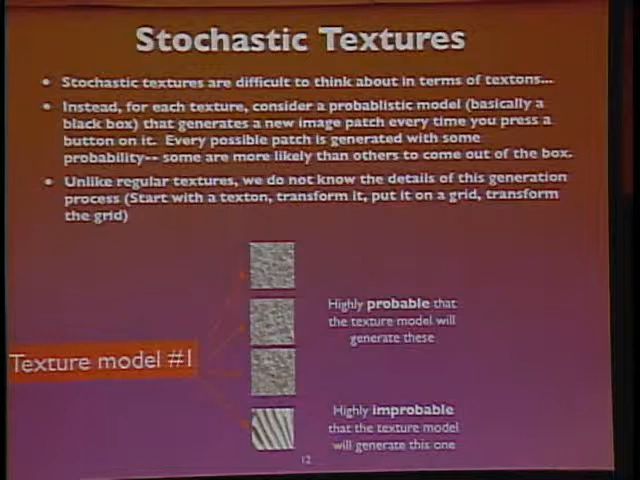 Stochastic Textures
• Stochastic textures are difficult to think about in terms of textons...
• Instead, for each texture, consider a probablistic model (basically a
black box) that generates a new image patch every time you press a
button on it. Every possible patch is generated with some
probability-- some are more likely than others to come out of the box.
• Unlike regular textures, we do not know the details of this generation
process (Start with a texton, transform it, put it on a grid, transform
the grid)
Texture model #1
Highly probable that
the texture model will
generate these
Highly improbable
that the texture model
will generate this one
12